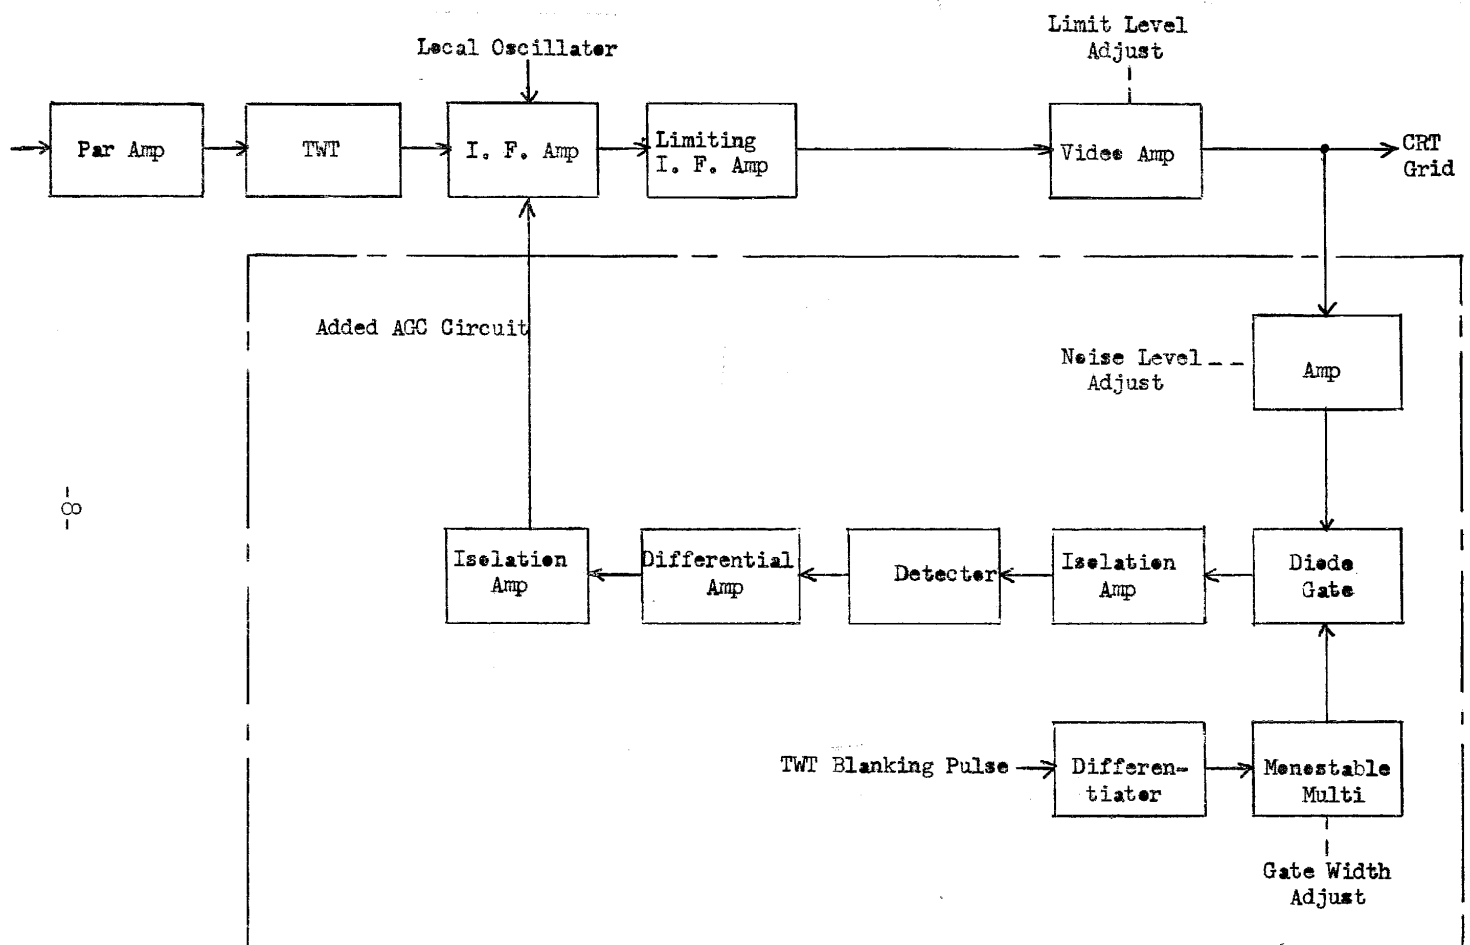 Limit Level
Adjust
Local Oscillator
Par Amp
TWT
I. F. Amp
Limiting
I. F. Amp
Video Amp
CRT
Grid
Added AGC Circuit
Noise Level
Adjust
Amp
-8-
Isolation
Amp
Differential
Amp
Detector
Isolation
Amp
Diode
Gate
TWT Blanking Pulse
Differen-
tiator
Monostable
Multi
Gate Width
Adjust